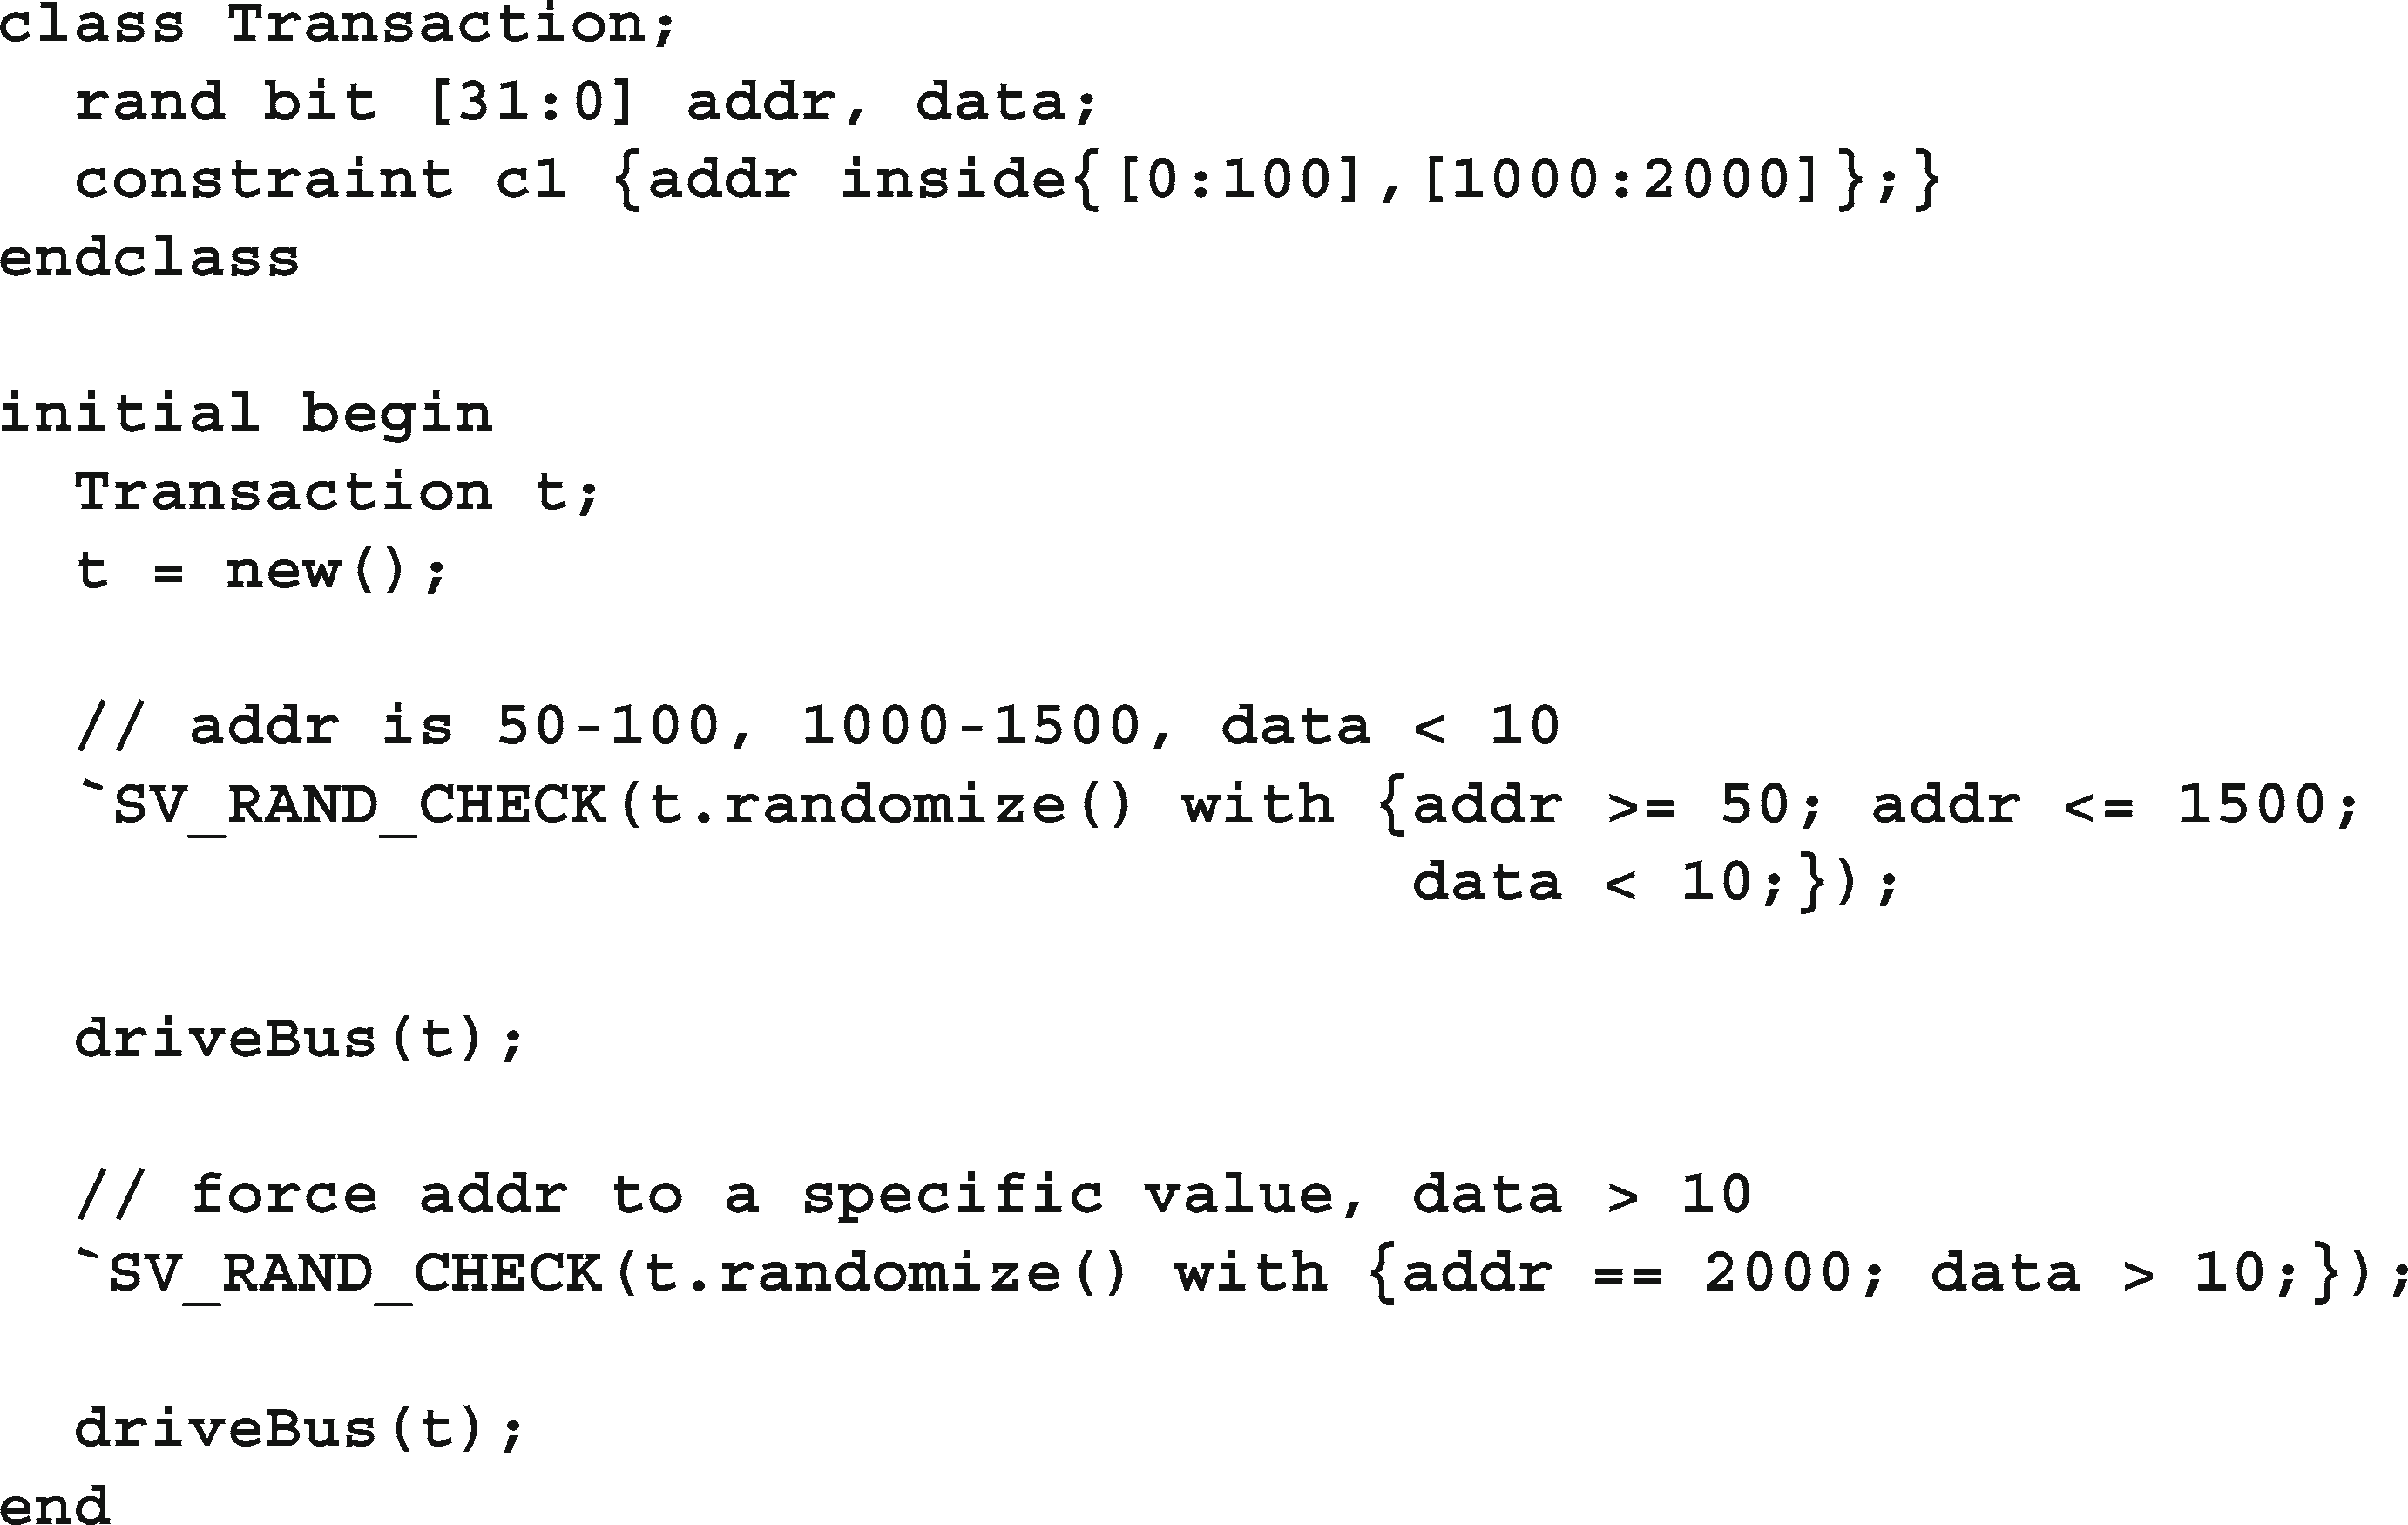 class Transaction;
  rand bit [31:0] addr, data;
  constraint c1 {addr inside{[0:100],[1000:2000]};}
endclass

initial begin
  Transaction t;
  t = new();

  // addr is 50-100, 1000-1500, data < 10
  `SV_RAND_CHECK(t.randomize() with {addr >= 50; addr <= 1500;
                                     data < 10;});

  driveBus(t);

  // force addr to a specific value, data > 10
  `SV_RAND_CHECK(t.randomize() with {addr == 2000; data > 10;});

  driveBus(t);
end